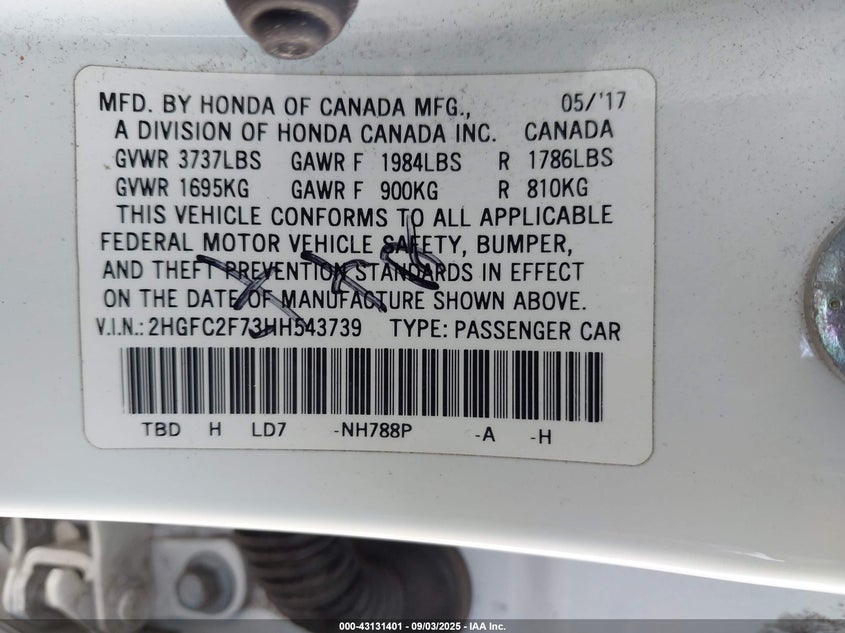 MFD. BY HONDA OF CANADA MFG., 05/'17
A DIVISION OF HONDA CANADA INC. CANADA
GVWR 3737LBS GAWR F 1984LBS R 1786LBS
GVWR 1695KG GAWR F 900KG R 810KG
THIS VEHICLE CONFORMS TO ALL APPLICABLE
FEDERAL MOTOR VEHICLE SAFETY, BUMPER,
AND THEFT PREVENTION STANDARDS IN EFFECT
ON THE DATE OF MANUFACTURE SHOWN ABOVE.
V.I.N.: 2HGFC2F73HH543739 TYPE: PASSENGER CAR
TBD H LD7 -NH788P -A -H
000-43131401 - 09/03/2025 - IAA Inc.